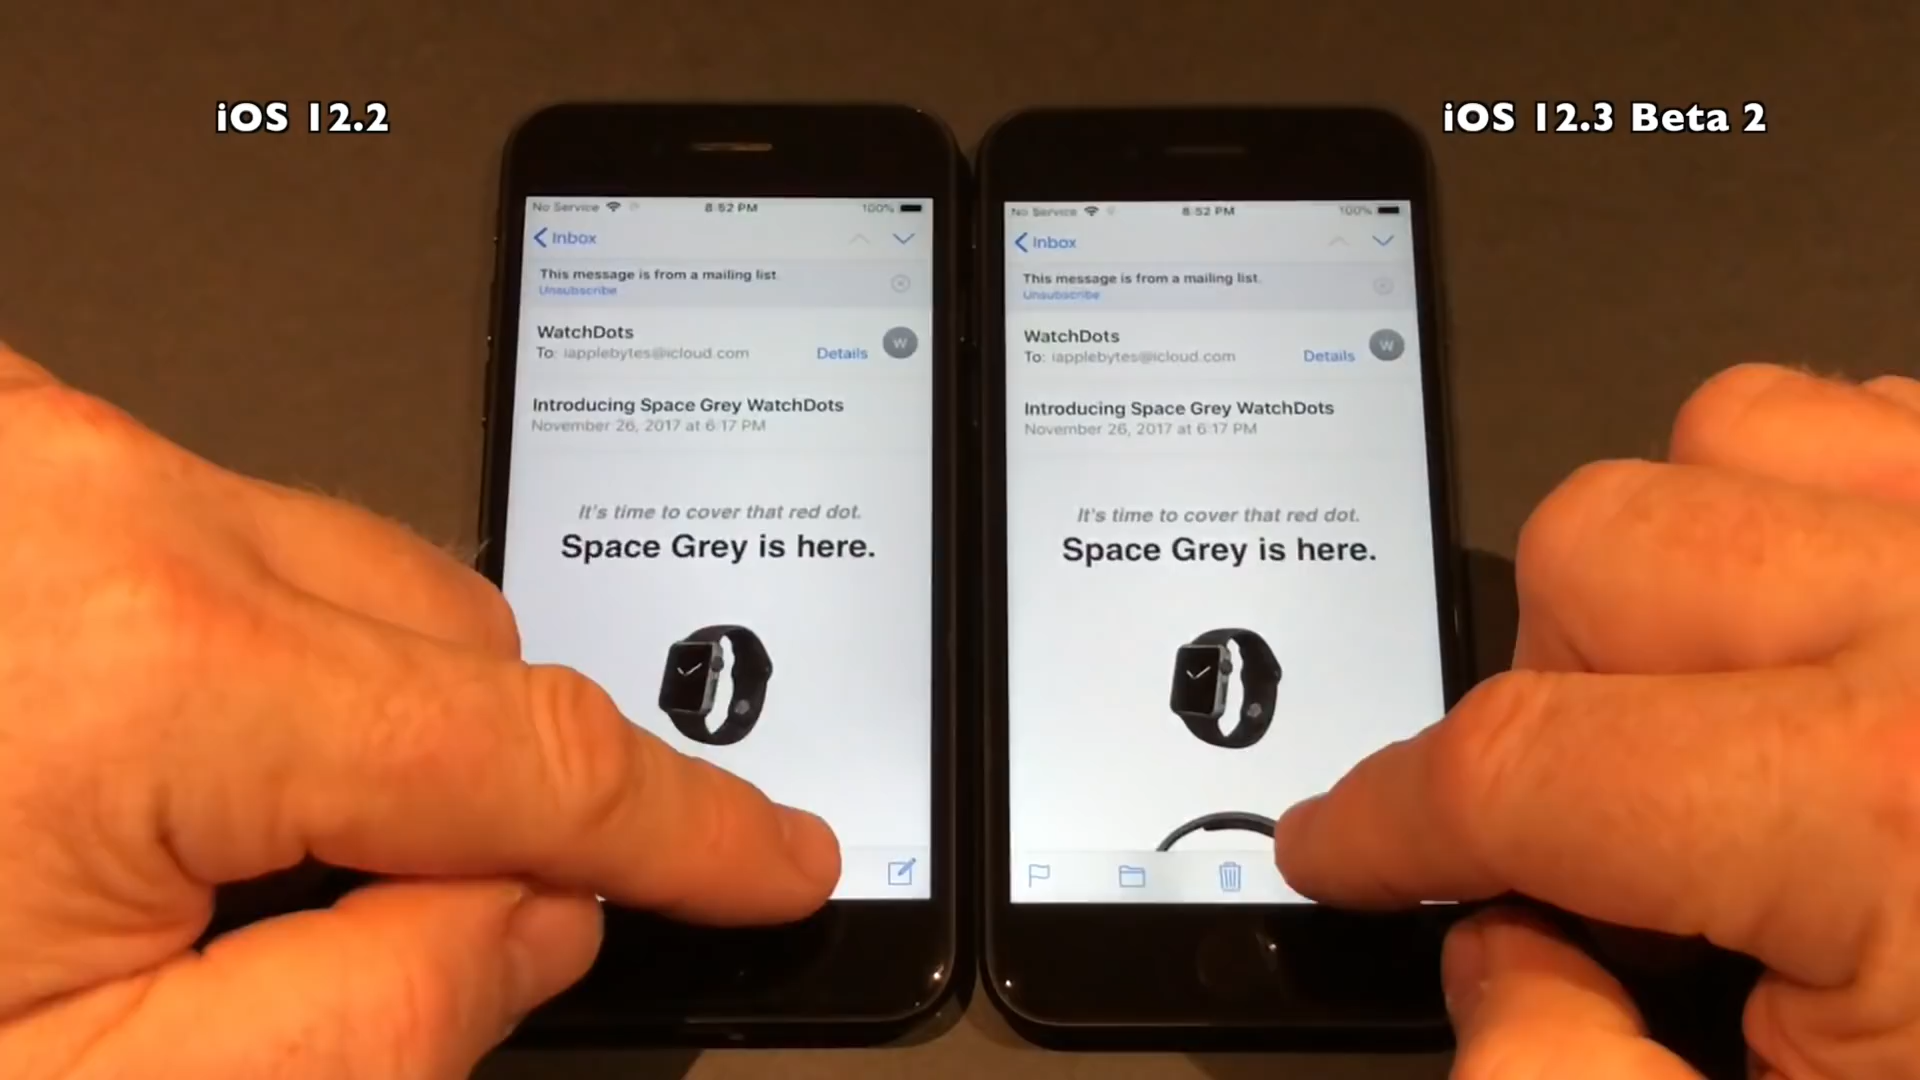 iOS 12.2
iOS 12.3 Beta 2
No Service
8:52 PM
100%
Inbox
This message is from a mailing list.
Unsubscribe
WatchDots
W
To: iapplebytes@icloud.com
Details
Introducing Space Grey WatchDots
November 26, 2017 at 6:17 PM
It's time to cover that red dot.
Space Grey is here.
No Service
8:52 PM
100%
Inbox
This message is from a mailing list.
Unsubscribe
WatchDots
W
To: iapplebytes@icloud.com
Details
Introducing Space Grey WatchDots
November 26, 2017 at 6:17 PM
It's time to cover that red dot.
Space Grey is here.